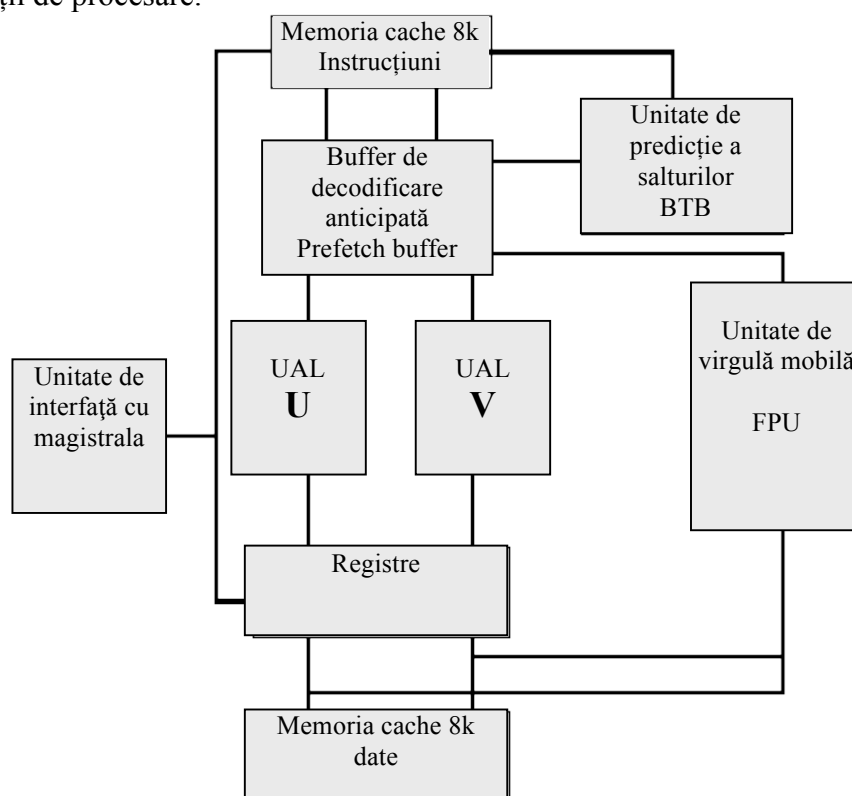 ții de procesare.
Memoria cache 8k
Instrucțiuni
Unitate de
predicție a
salturilor
BTB
Buffer de
decodificare
anticipată
Prefetch buffer
Unitate de
interfaţă cu
magistrala
UAL
U
UAL
V
Unitate de
virgulă mobilă
FPU
Registre
Memoria cache 8k
date